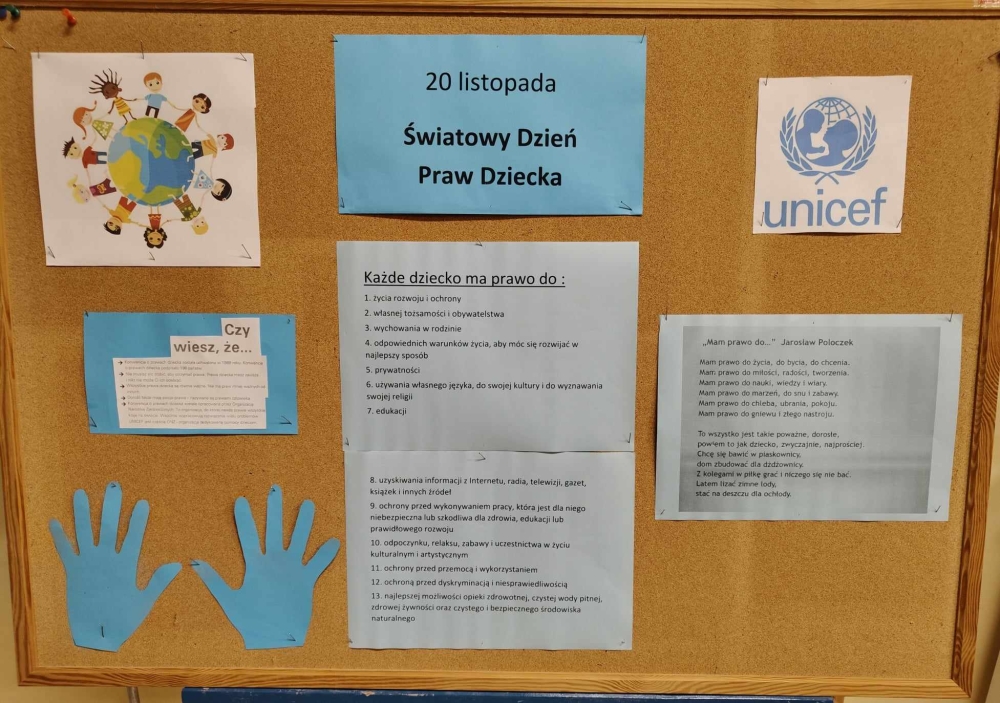 20 listopada
Światowy Dzień
Praw Dziecka
unicef
Każde dziecko ma prawo do :
1. życia rozwoju i ochrony
2. własnej tożsamości i obywatelstwa
3. wychowania w rodzinie
4. odpowiednich warunków życia, aby móc się rozwijać w
najlepszy sposób
5. prywatności
6. używania własnego języka, do swojej kultury i do wyznawania
swojej religii
7. edukacji
8. uzyskiwania informacji z Internetu, radia, telewizji, gazet,
książek i innych źródeł
9. ochrony przed wykonywaniem pracy, która jest dla niego
niebezpieczna lub szkodliwa dla zdrowia, edukacji lub
prawidłowego rozwoju
10. odpoczynku, relaksu, zabawy i uczestnictwa w życiu
kulturalnym i artystycznym
11. ochrony przed przemocą i wykorzystaniem
12. ochroną przed dyskryminacją i niesprawiedliwością
13. najlepszej możliwości opieki zdrowotnej, czystej wody pitnej,
zdrowej żywności oraz czystego i bezpiecznego środowiska
naturalnego
Czy
wiesz, że...
„Mam prawo do..." Jarosław Poloczek
Mam prawo do życia, do bycia, do chcenia.
Mam prawo do miłości, radości, tworzenia.
Mam prawo do nauki, wiedzy i wiary.
Mam prawo do marzeń, do snu i zabawy.
Mam prawo do chleba, ubrania, pokoju.
Mam prawo do gniewu i złego nastroju.
To wszystko jest takie poważne, dorosłe,
powiem to jak dziecko, zwyczajnie, najprościej.
Chcę się bawić w piaskownicy,
dom zbudować dla dżdżownicy.
Z kolegami w piłkę grać i niczego się nie bać.
Latem lizać zimne lody,
stać na deszczu dla ochłody.